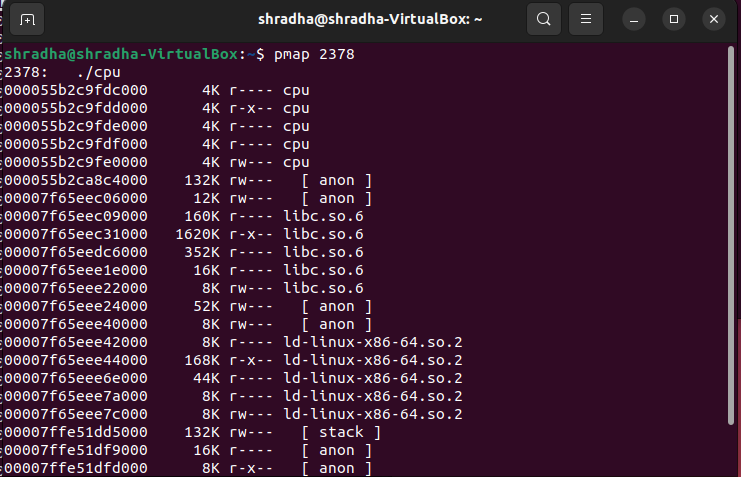 shradha@shradha-VirtualBox: ~
shradha@shradha-VirtualBox:~$ pmap 2378
2378:   ./cpu
000055b2c9fdc000      4K r---- cpu
000055b2c9fdd000      4K r-x-- cpu
000055b2c9fde000      4K r---- cpu
000055b2c9fdf000      4K r---- cpu
000055b2c9fe0000      4K rw--- cpu
000055b2ca8c4000    132K rw---   [ anon ]
00007f65eec06000     12K rw---   [ anon ]
00007f65eec09000    160K r---- libc.so.6
00007f65eec31000   1620K r-x-- libc.so.6
00007f65eedc6000    352K r---- libc.so.6
00007f65eee1e000     16K r---- libc.so.6
00007f65eee22000      8K rw--- libc.so.6
00007f65eee24000     52K rw---   [ anon ]
00007f65eee40000      8K rw---   [ anon ]
00007f65eee42000      8K r---- ld-linux-x86-64.so.2
00007f65eee44000    168K r-x-- ld-linux-x86-64.so.2
00007f65eee6e000     44K r---- ld-linux-x86-64.so.2
00007f65eee7a000      8K r---- ld-linux-x86-64.so.2
00007f65eee7c000      8K rw--- ld-linux-x86-64.so.2
00007ffe51dd5000    132K rw---   [ stack ]
00007ffe51df9000     16K r----   [ anon ]
00007ffe51dfd000      8K r-x--   [ anon ]